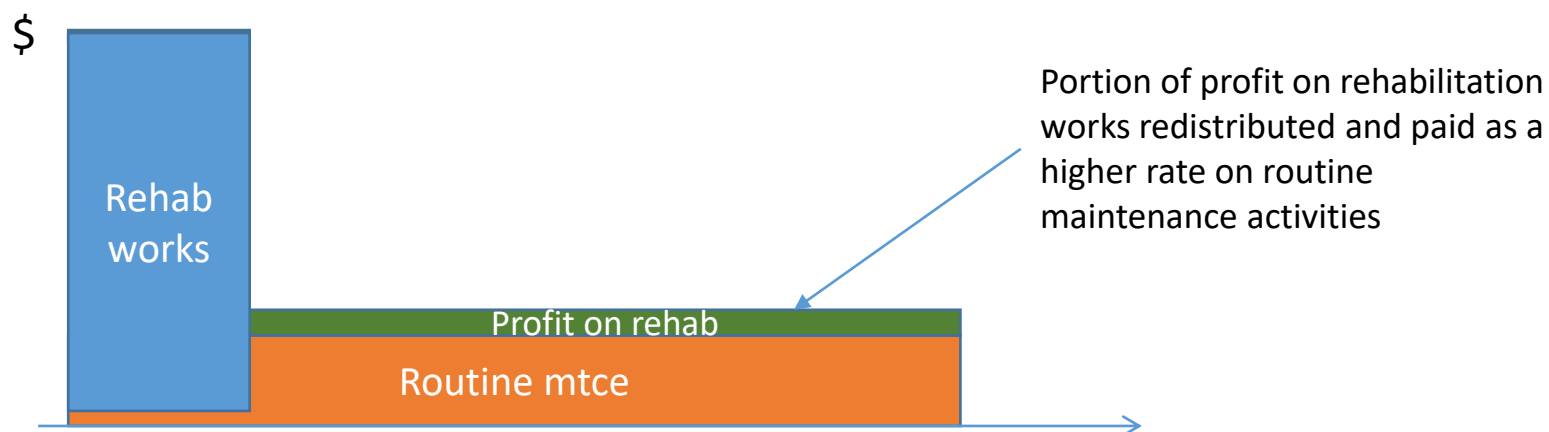 $
Rehab
works
Profit on rehab
Routine mtce
Portion of profit on rehabilitation
works redistributed and paid as a
higher rate on routine
maintenance activities